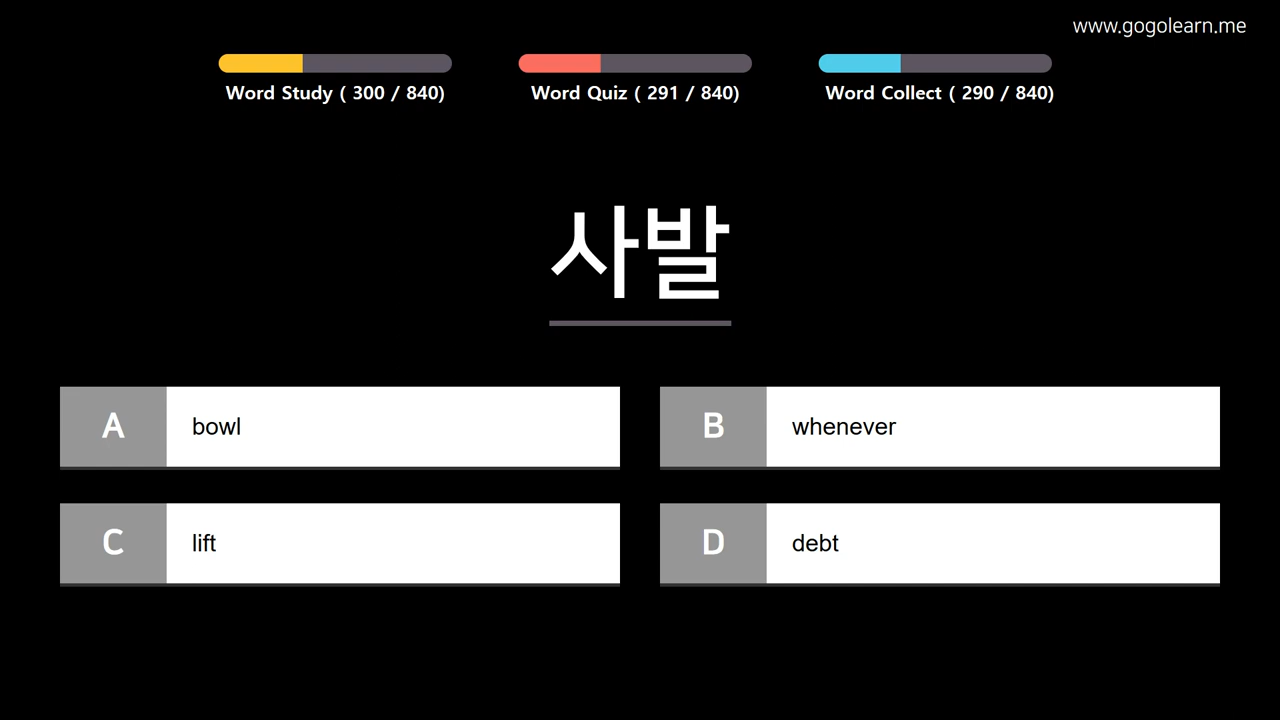 www.gogolearn.me
Word Study ( 300 / 840)
Word Quiz ( 291 / 840)
Word Collect ( 290 / 840)
사발
A bowl
B whenever
C lift
D debt